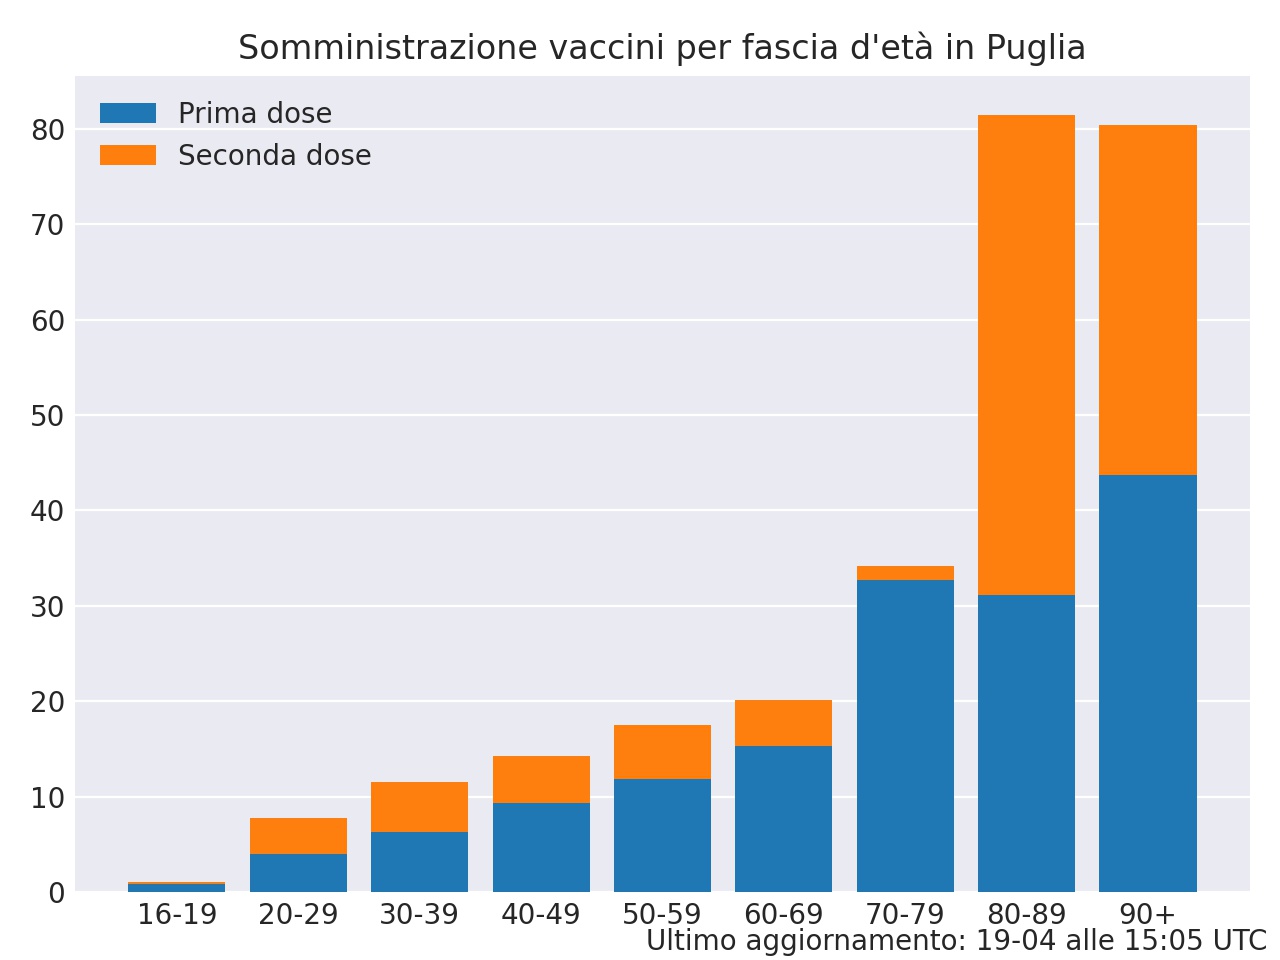 Somministrazione vaccini per fascia d'età in Puglia
Prima dose
Seconda dose
80
70
60
50
40
30
20
10
0
16-19 20-29 30-39 40-49 50-59 60-69 70-79 80-89 90+
Ultimo aggiornamento: 19-04 alle 15:05 UTC